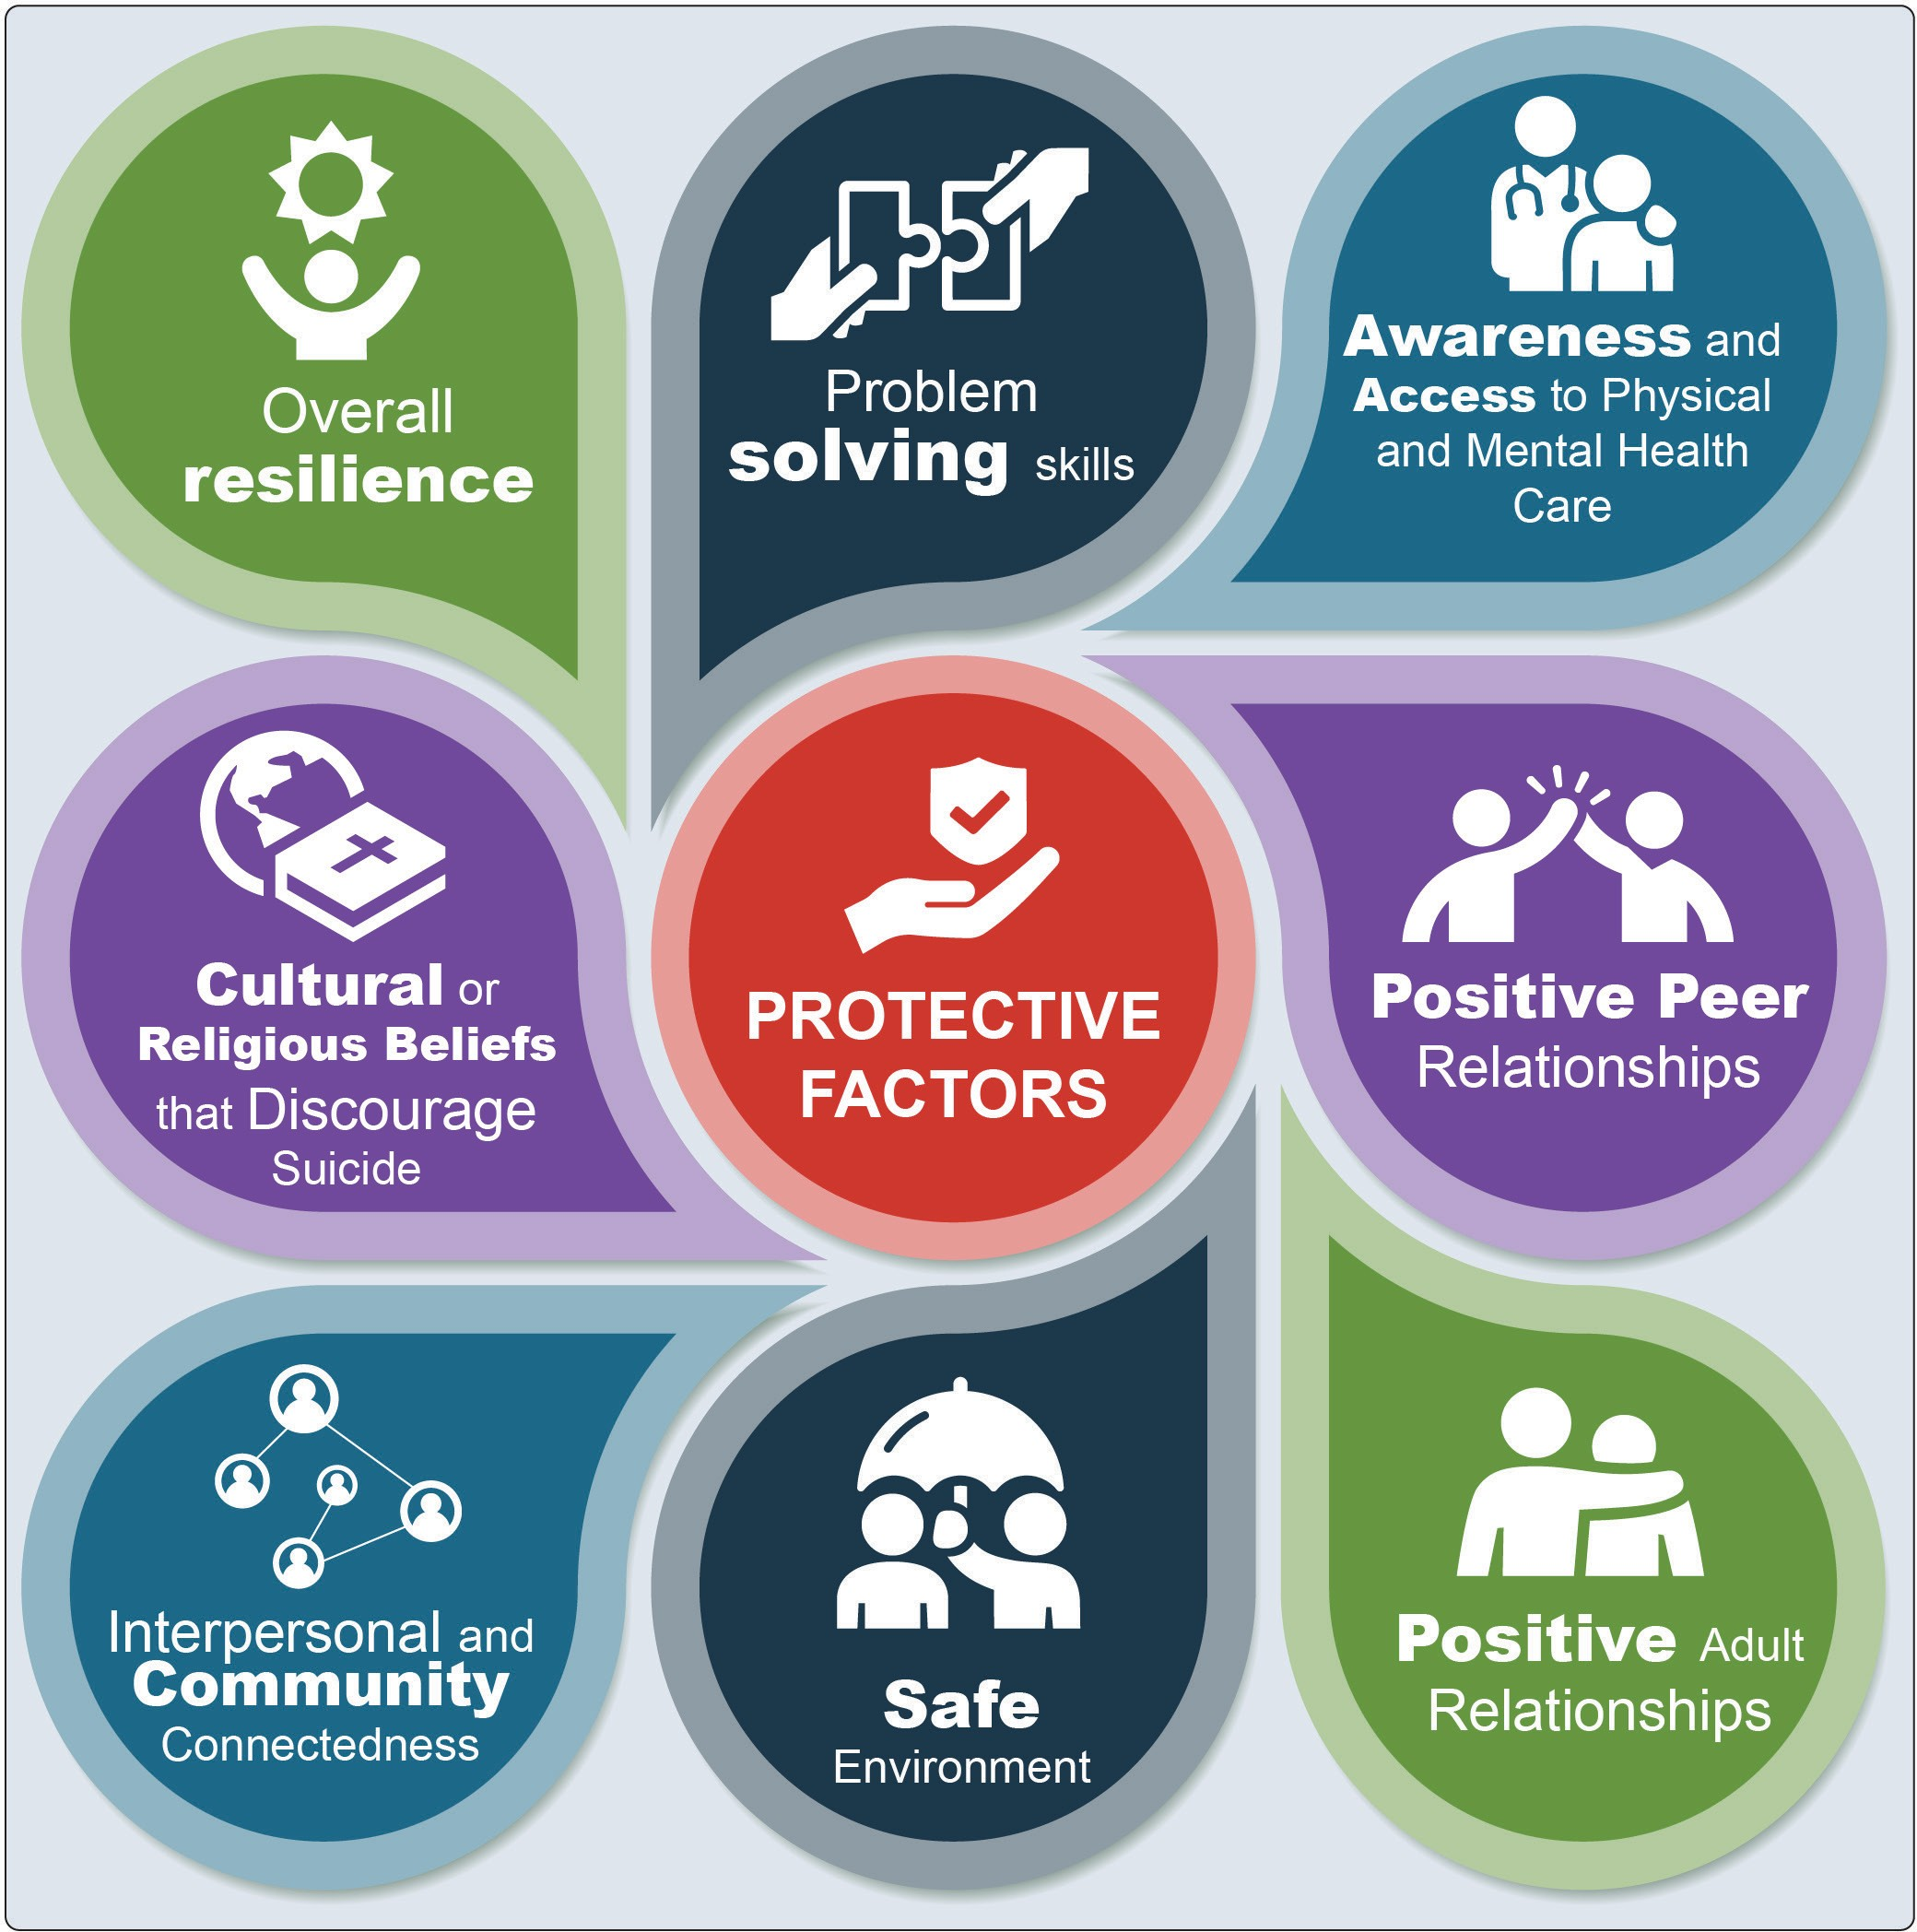 Overall
resilience
Problem
solving skills
Awareness and
Access to Physical
and Mental Health
Care
Cultural or
Religious Beliefs
that Discourage
Suicide
PROTECTIVE
FACTORS
Positive Peer
Relationships
Interpersonal and
Community
Connectedness
Safe
Environment
Positive Adult
Relationships